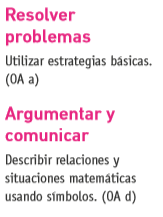 Resolver
problemas
Utilizar estrategias básicas.
(OA a)
Argumentar y
comunicar
Describir relaciones y
situaciones matemáticas
usando símbolos. (OA d)